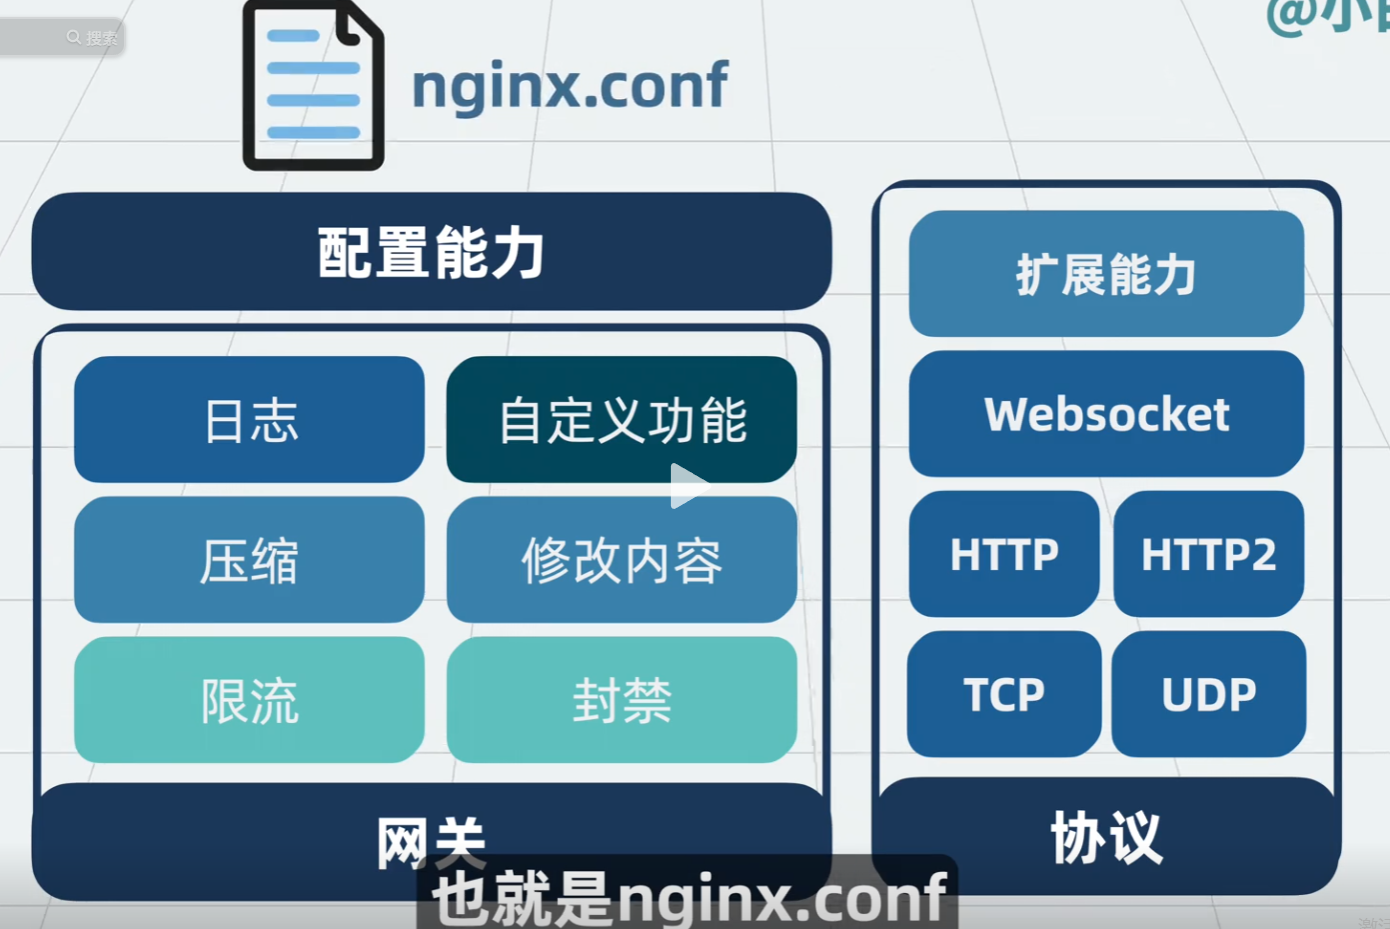 搜索
@小
nginx.conf
配置能力
日志
自定义功能
压缩
修改内容
限流
封禁
网关
扩展能力
Websocket
HTTP
HTTP2
TCP
UDP
协议
也就是nginx.conf